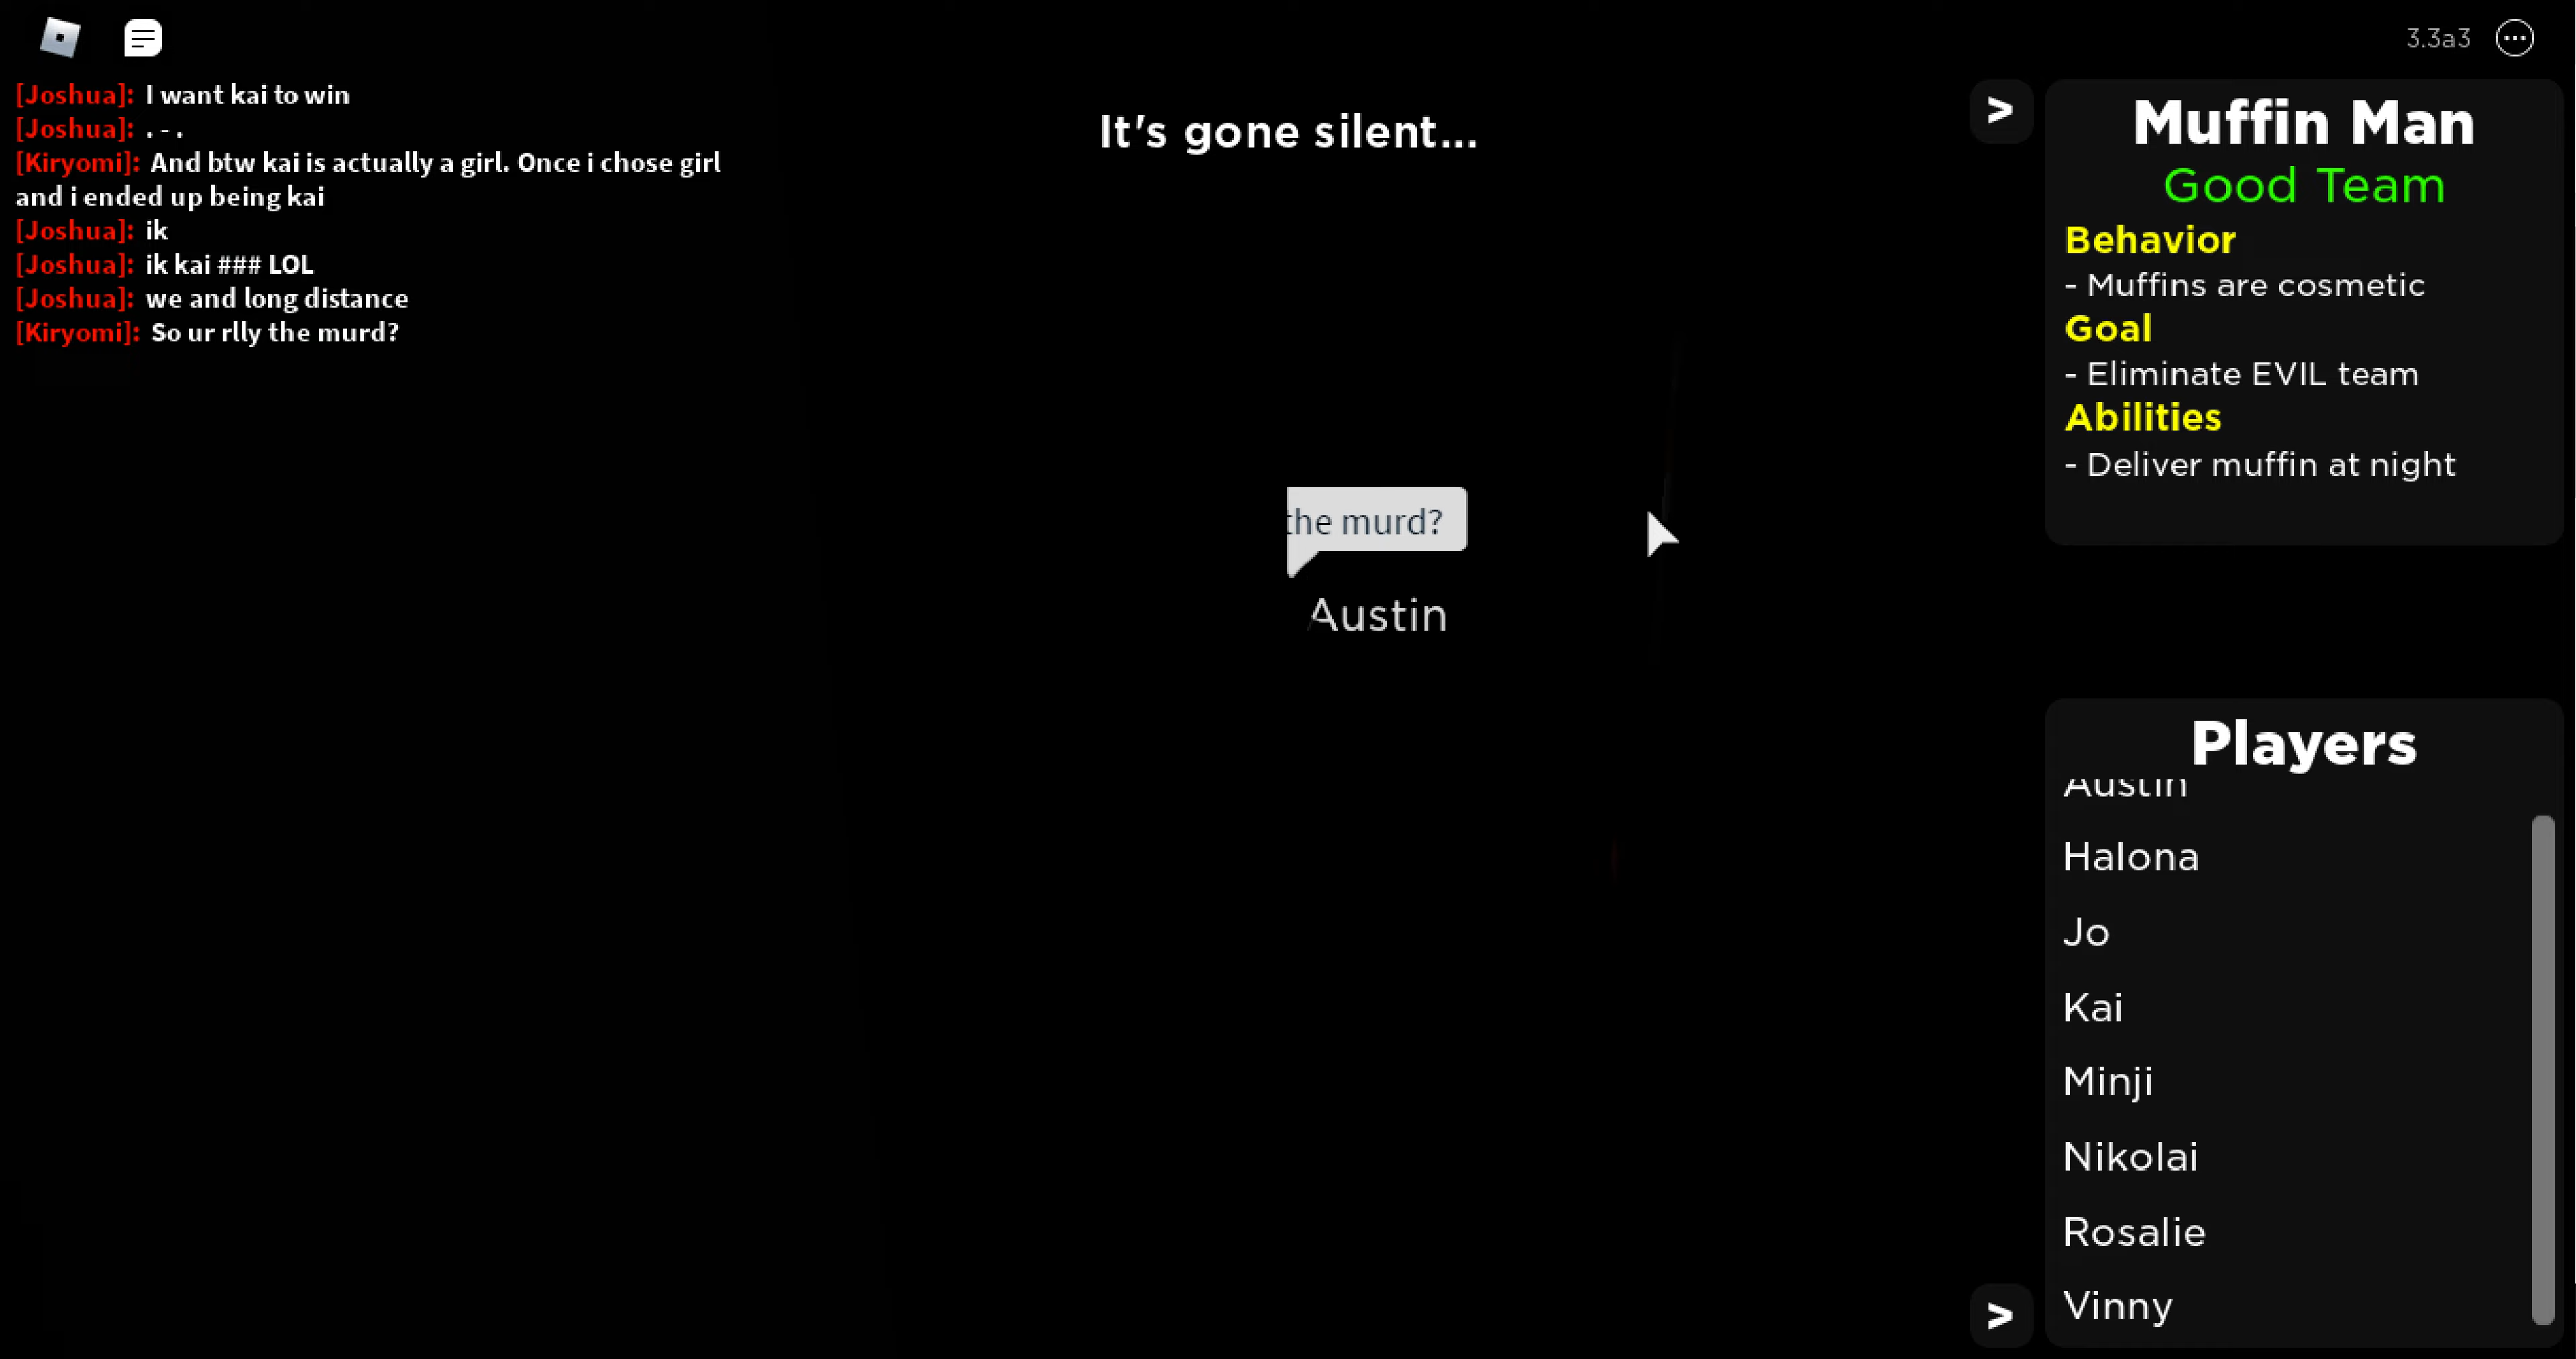 3.3a3
[Joshua]: I want kai to win
[Joshua]: . - .
[Kiryomi]: And btw kai is actually a girl. Once i chose girl
and i ended up being kai
[Joshua]: ik
[Joshua]: ik kai ### LOL
[Joshua]: we and long distance
[Kiryomi]: So ur rlly the murd?
It's gone silent...
the murd?
Austin
>
Muffin Man
Good Team
Behavior
- Muffins are cosmetic
Goal
- Eliminate EVIL team
Abilities
- Deliver muffin at night
Players
Austin
Halona
Jo
Kai
Minji
Nikolai
Rosalie
Vinny
>